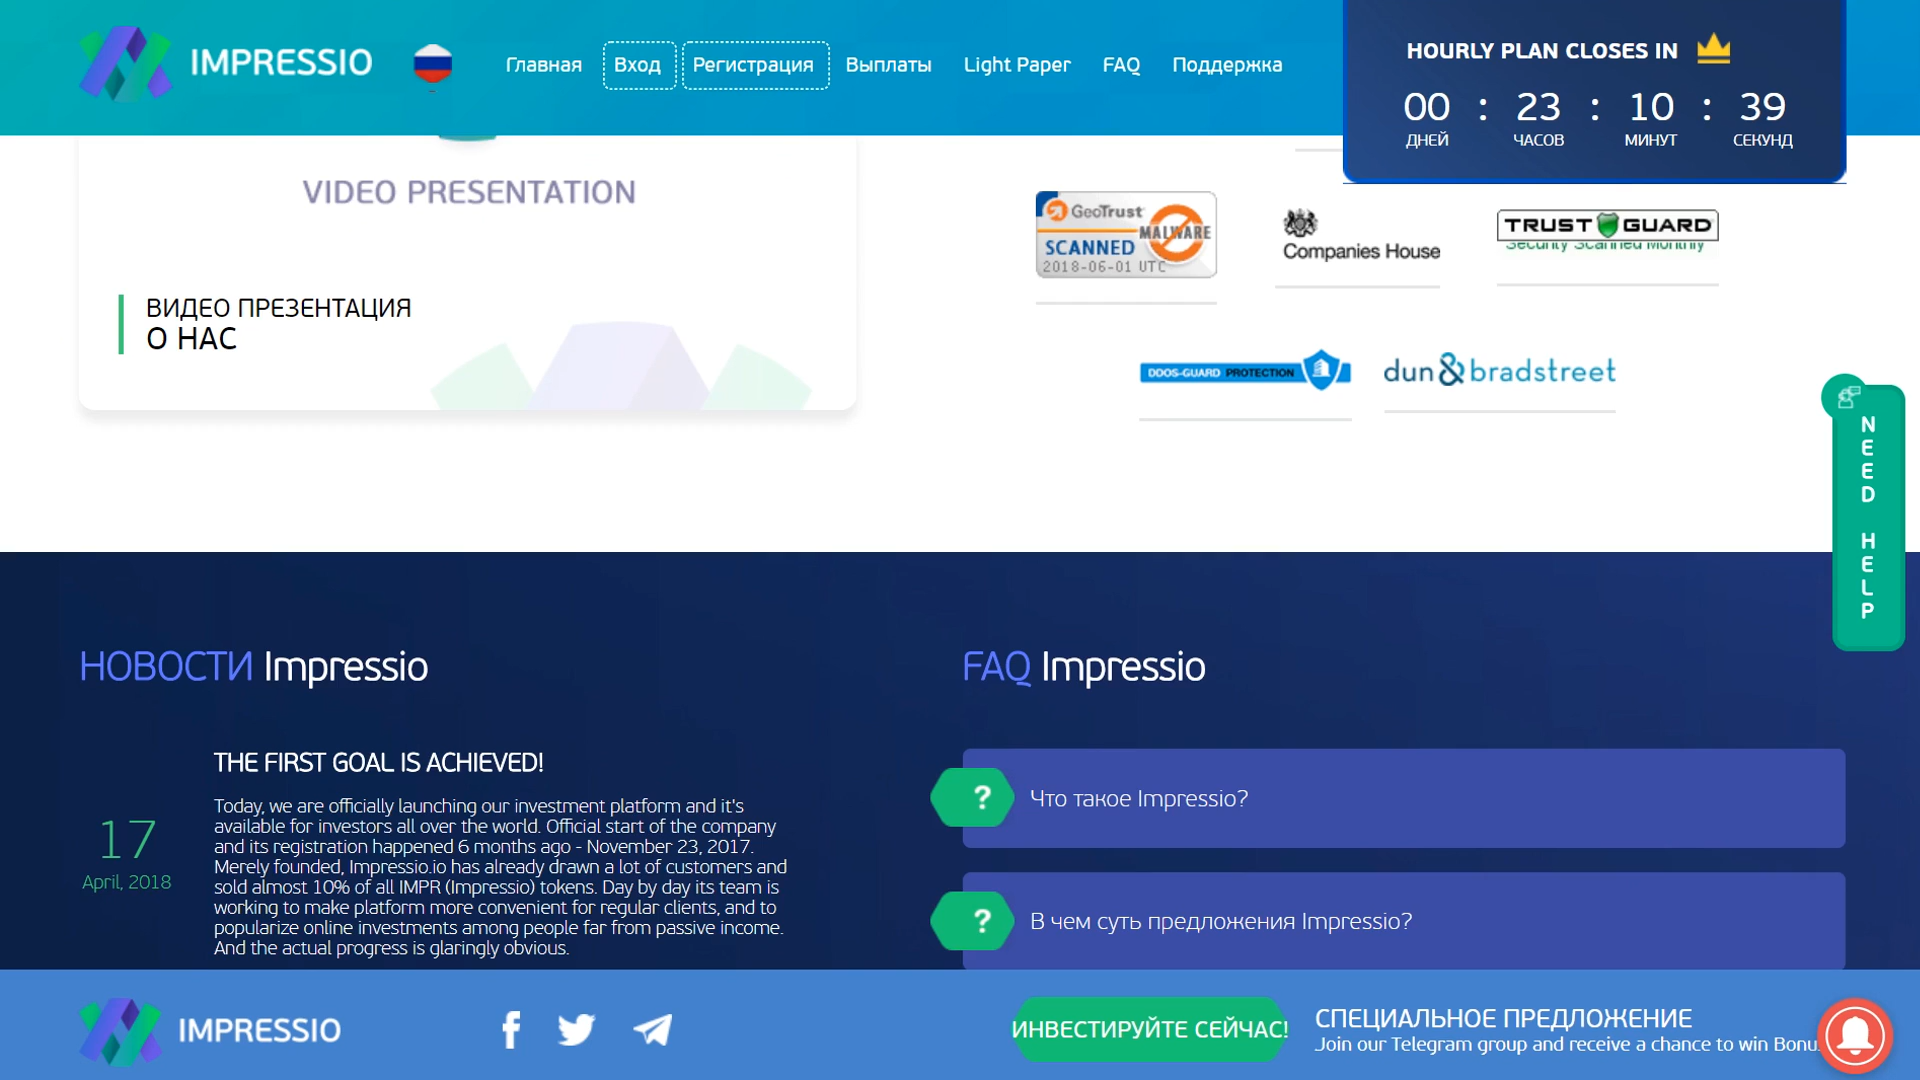 IMPRESSIO
Главная
Вход
Регистрация
Выплаты
Light Paper
FAQ
Поддержка
HOURLY PLAN CLOSES IN
00 : 23 : 10 : 39
ДНЕЙ ЧАСОВ МИНУТ СЕКУНД
VIDEO PRESENTATION
ВИДЕО ПРЕЗЕНТАЦИЯ
О НАС
GeoTrust
MALWARE
SCANNED
2018-06-01 UTC
Companies House
TRUST GUARD
Security Scanned Monthly
DDOS-GUARD PROTECTION
dun & bradstreet
NEED HELP
НОВОСТИ Impressio
THE FIRST GOAL IS ACHIEVED!
17
April, 2018
Today, we are officially launching our investment platform and it's
available for investors all over the world. Official start of the company
and its registration happened 6 months ago - November 23, 2017.
Merely founded, Impressio.io has already drawn a lot of customers and
sold almost 10% of all IMPR (Impressio) tokens. Day by day its team is
working to make platform more convenient for regular clients, and to
popularize online investments among people far from passive income.
And the actual progress is glaringly obvious.
FAQ Impressio
? Что такое Impressio?
? В чем суть предложения Impressio?
IMPRESSIO
ИНВЕСТИРУЙТЕ СЕЙЧАС!
СПЕЦИАЛЬНОЕ ПРЕДЛОЖЕНИЕ
Join our Telegram group and receive a chance to win